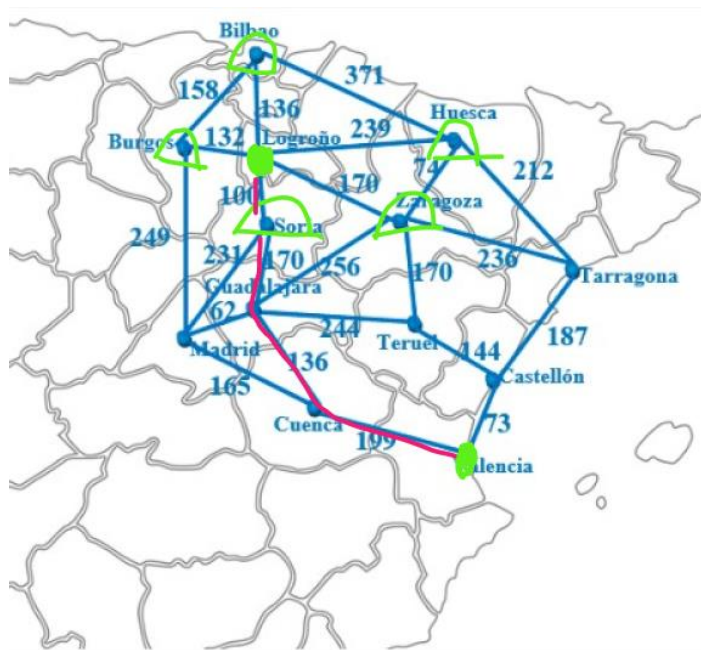 Bilbao
158
371
136
Huesca
Burgos
132
Logroño
239
74
212
100
170
Zaragoza
Soria
249
231
170
256
170
236
Tarragona
Guadalajara
62
244
Teruel
187
Madrid
136
144
Castellón
165
Cuenca
199
73
alencia